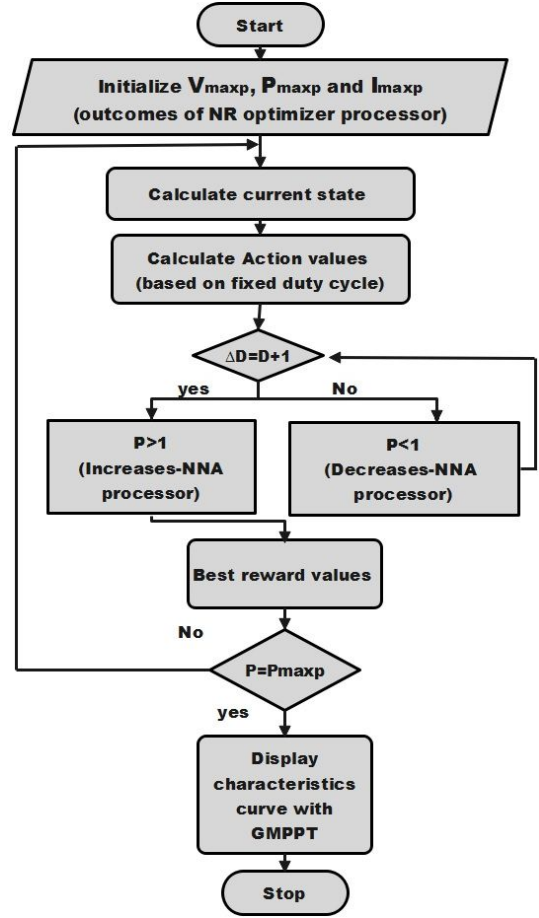 Start
Initialize Vmaxp, Pmaxp and Imaxp
(outcomes of NR optimizer processor)
Calculate current state
Calculate Action values
(based on fixed duty cycle)
ΔD=D+1
yes
No
P>1
(Increases-NNA
processor)
P<1
(Decreases-NNA
processor)
Best reward values
No
P=Pmaxp
yes
Display
characteristics
curve with
GMPPT
Stop